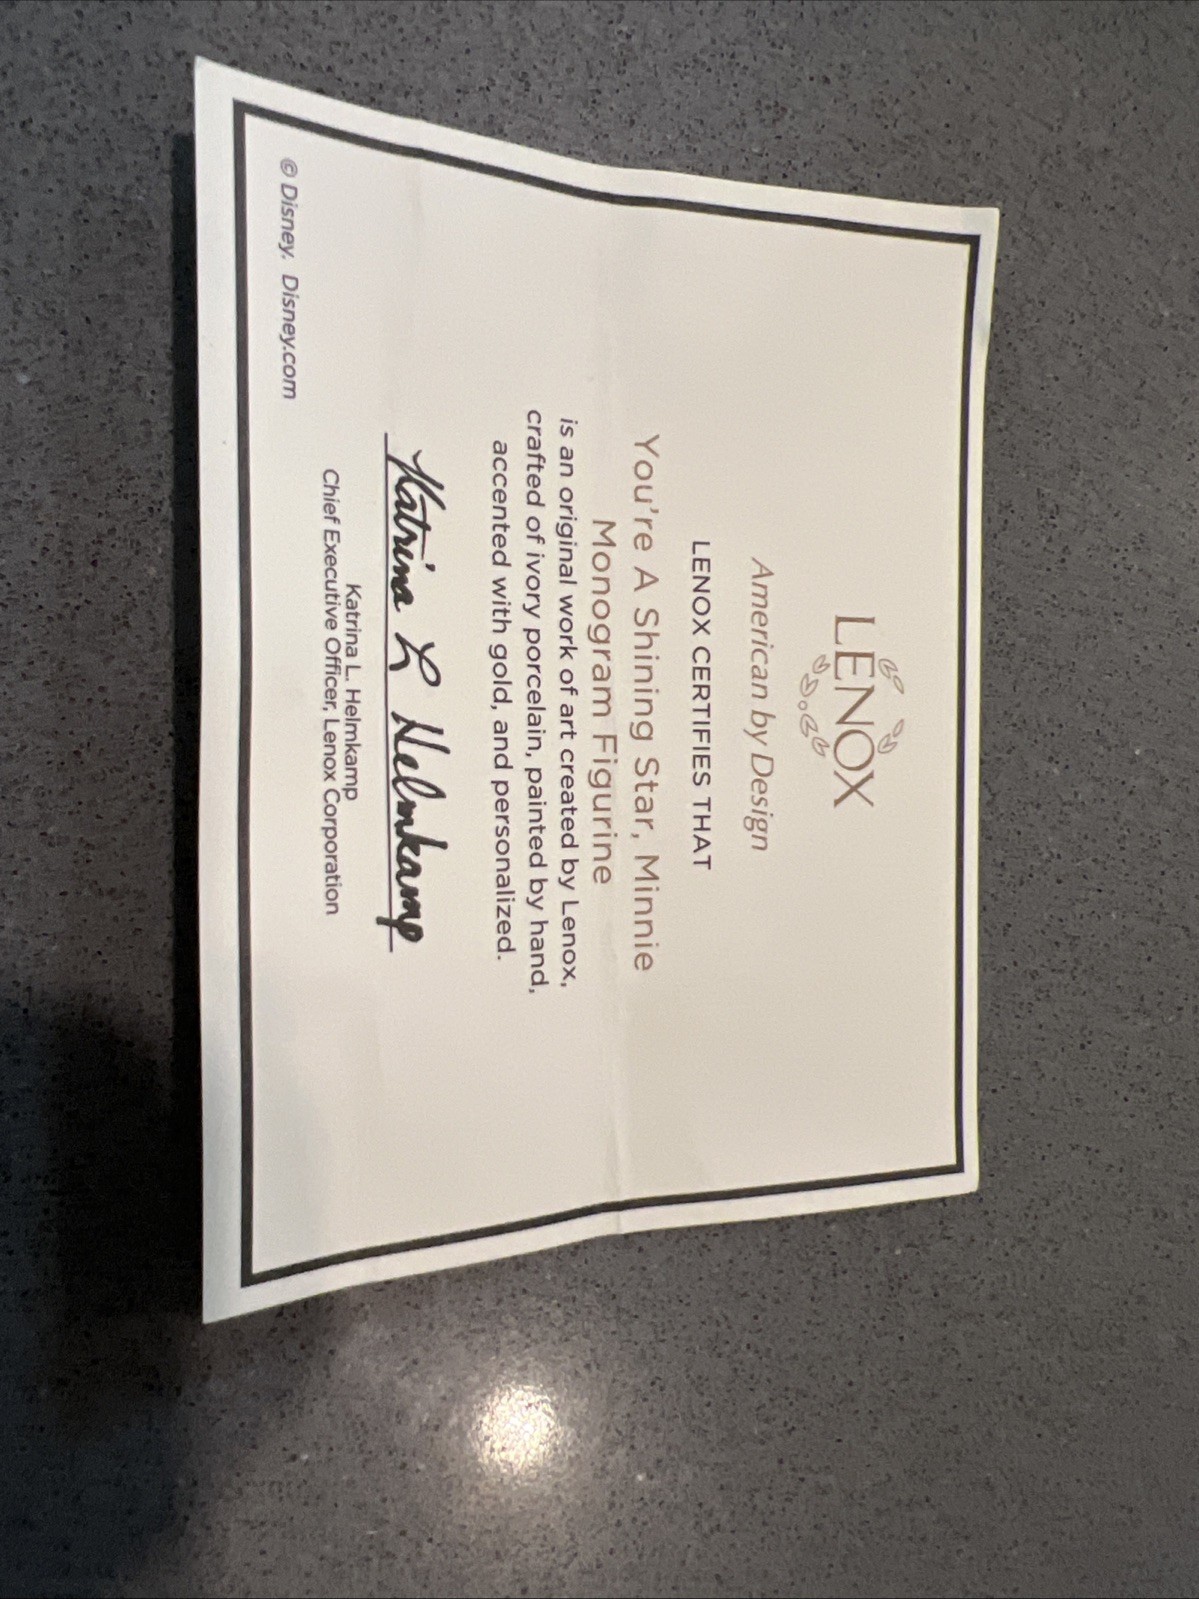 LENOX
American by Design
LENOX CERTIFIES THAT
You're A Shining Star, Minnie
Monogram Figurine
is an original work of art created by Lenox,
crafted of ivory porcelain, painted by hand,
accented with gold, and personalized.
Katrina L Helmkamp
Katrina L. Helmkamp
Chief Executive Officer, Lenox Corporation
© Disney. Disney.com